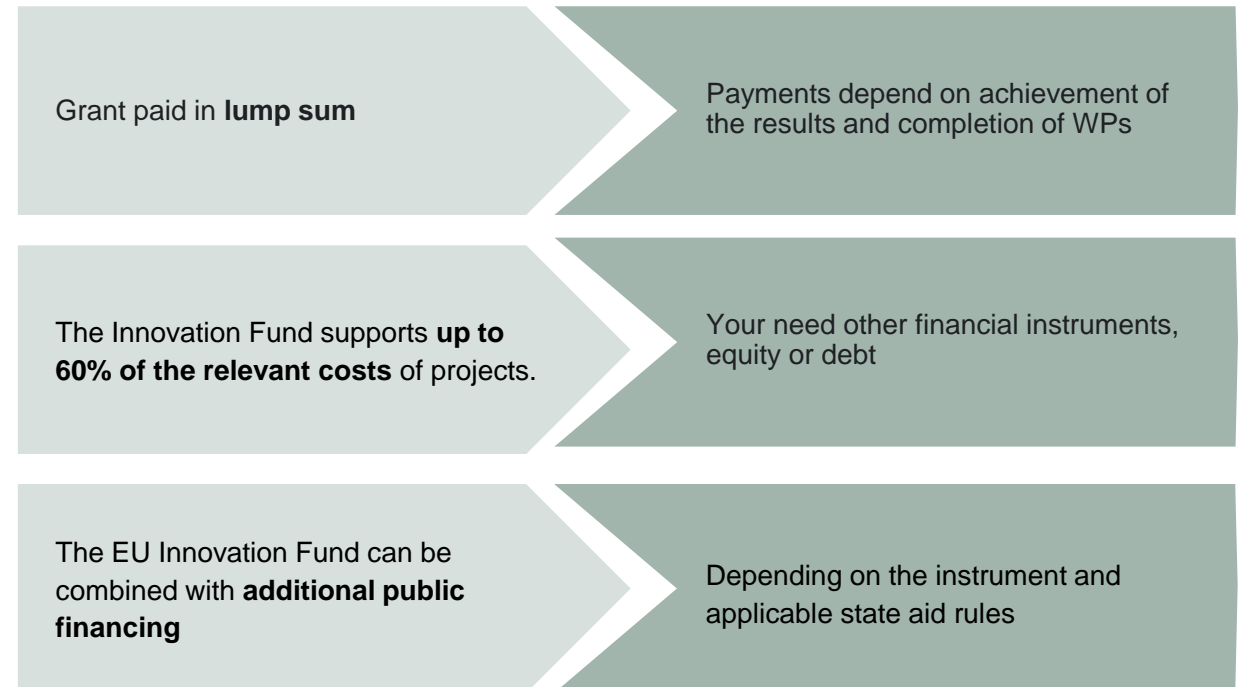 Grant paid in lump sum
Payments depend on achievement of
the results and completion of WPs
The Innovation Fund supports up to
60% of the relevant costs of projects.
Your need other financial instruments,
equity or debt
The EU Innovation Fund can be
combined with additional public
financing
Depending on the instrument and
applicable state aid rules